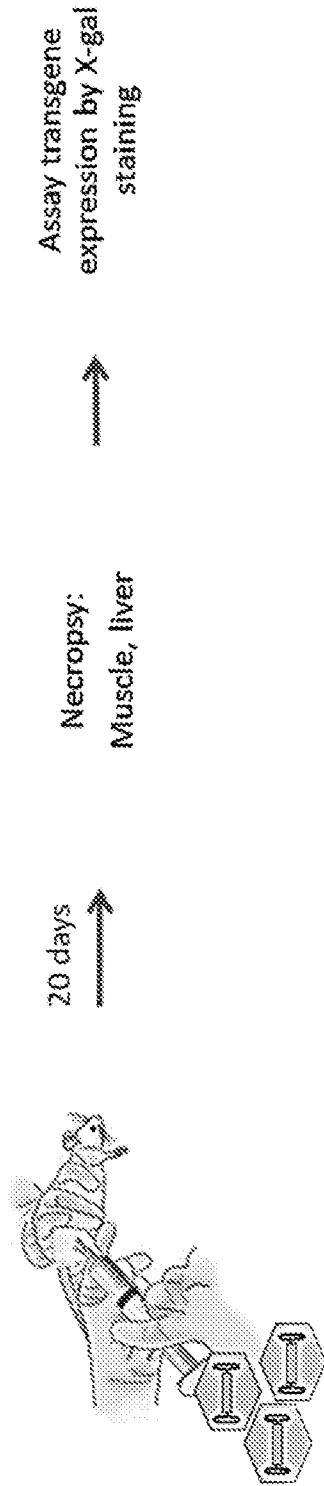 20 days
Necropsy:
Muscle, liver
Assay transgene
expression by X-gal
staining